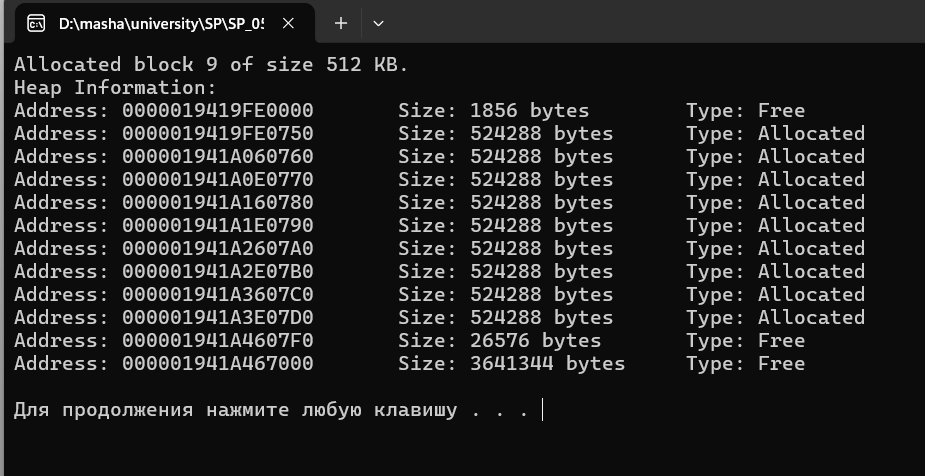 D:\masha\university\SP\SP_05
Allocated block 9 of size 512 KB.
Heap Information:
Address: 0000019419FE0000 Size: 1856 bytes Type: Free
Address: 0000019419FE0750 Size: 524288 bytes Type: Allocated
Address: 000001941A060760 Size: 524288 bytes Type: Allocated
Address: 000001941A0E0770 Size: 524288 bytes Type: Allocated
Address: 000001941A160780 Size: 524288 bytes Type: Allocated
Address: 000001941A1E0790 Size: 524288 bytes Type: Allocated
Address: 000001941A2607A0 Size: 524288 bytes Type: Allocated
Address: 000001941A2E07B0 Size: 524288 bytes Type: Allocated
Address: 000001941A3607C0 Size: 524288 bytes Type: Allocated
Address: 000001941A3E07D0 Size: 524288 bytes Type: Allocated
Address: 000001941A4607F0 Size: 26576 bytes Type: Free
Address: 000001941A467000 Size: 3641344 bytes Type: Free
Для продолжения нажмите любую клавишу . . .